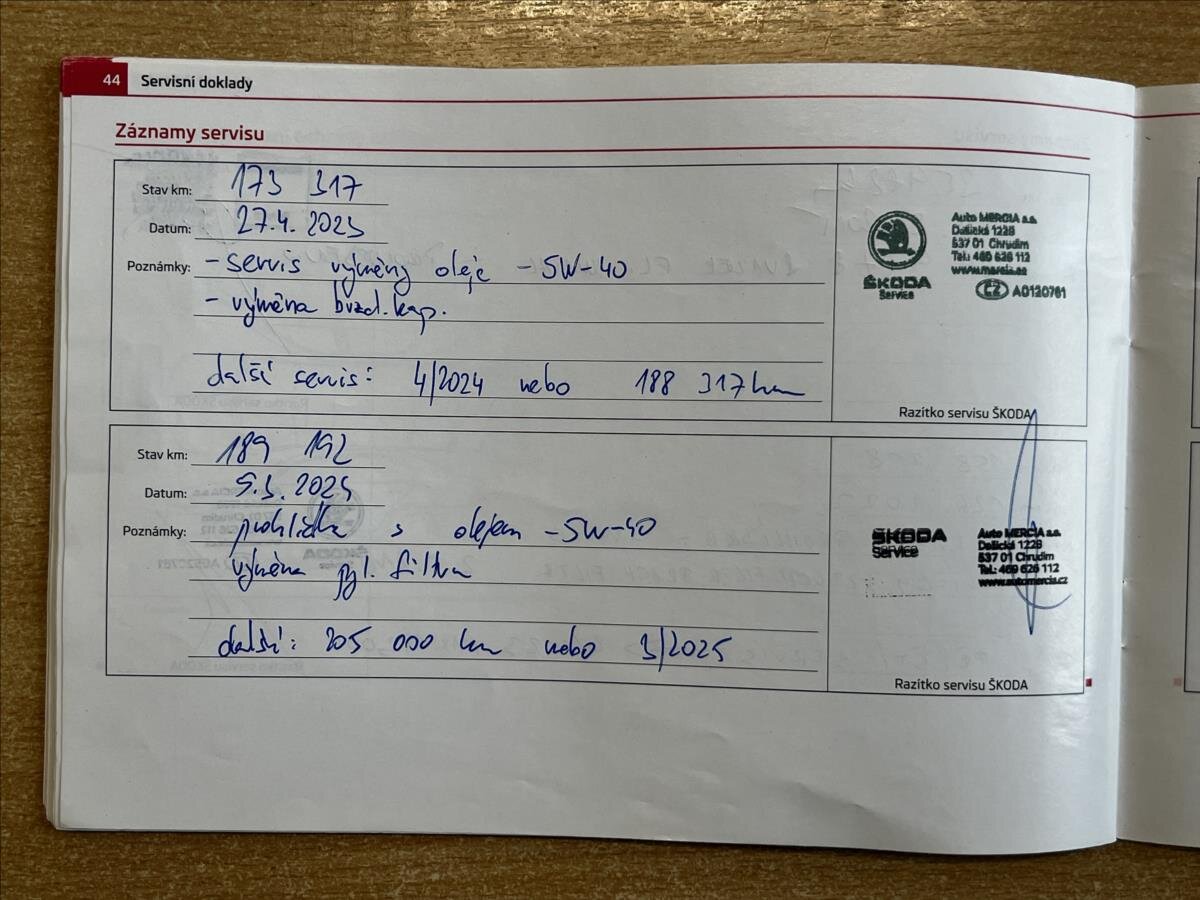 44 Servisní doklady
Záznamy servisu
Stav km: 173 317
Datum: 27.4. 2023
Poznámky: - servis výměny oleje - 5W-40
- výměna brzd. kap.
další servis: 4/2024 nebo 188 317 km
ŠKODA
Service
Auto MERCIA a.s.
Dašická 1228
537 01 Chrudim
Tel.: 469 626 112
www.mercia.cz
CZ A0120761
Razítko servisu ŠKODA
Stav km: 189 192
Datum: 5.3. 2024
Poznámky: prohlídka s olejem - 5W-40
výměna pyl. filtru
další: 205 000 km nebo 3/2025
ŠKODA
Service
Auto MERCIA a.s.
Dašická 1228
537 01 Chrudim
Tel.: 469 626 112
www.automercia.cz
Razítko servisu ŠKODA